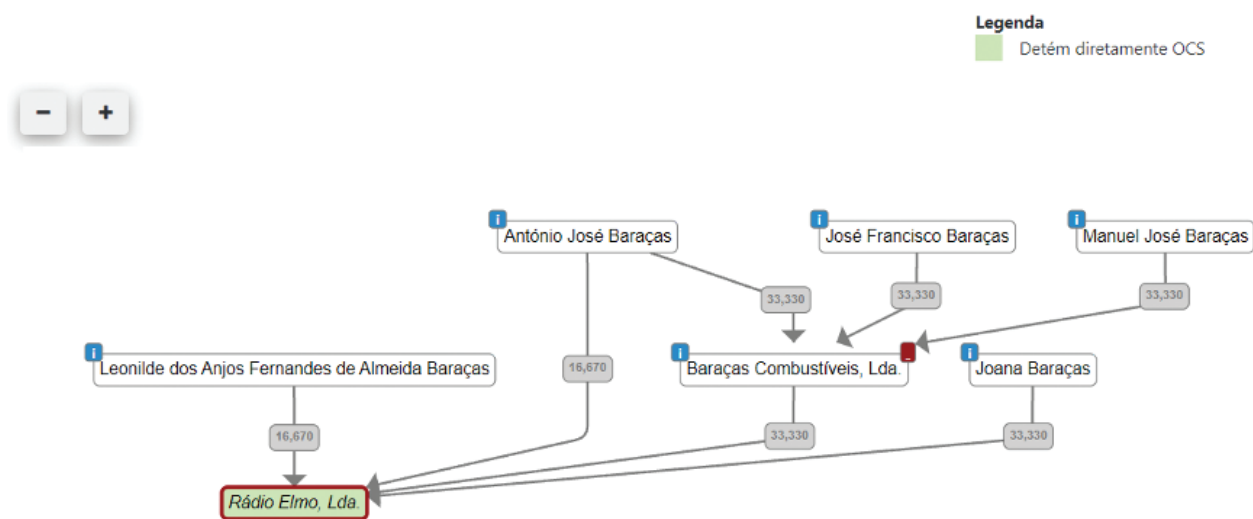 Legenda
Detém diretamente OCS
− +
i António José Baraças
i José Francisco Baraças
i Manuel José Baraças
33,330
33,330
33,330
i Leonilde dos Anjos Fernandes de Almeida Baraças
16,670
i Baraças Combustíveis, Lda. -
i Joana Baraças
16,670
33,330
33,330
Rádio Elmo, Lda.